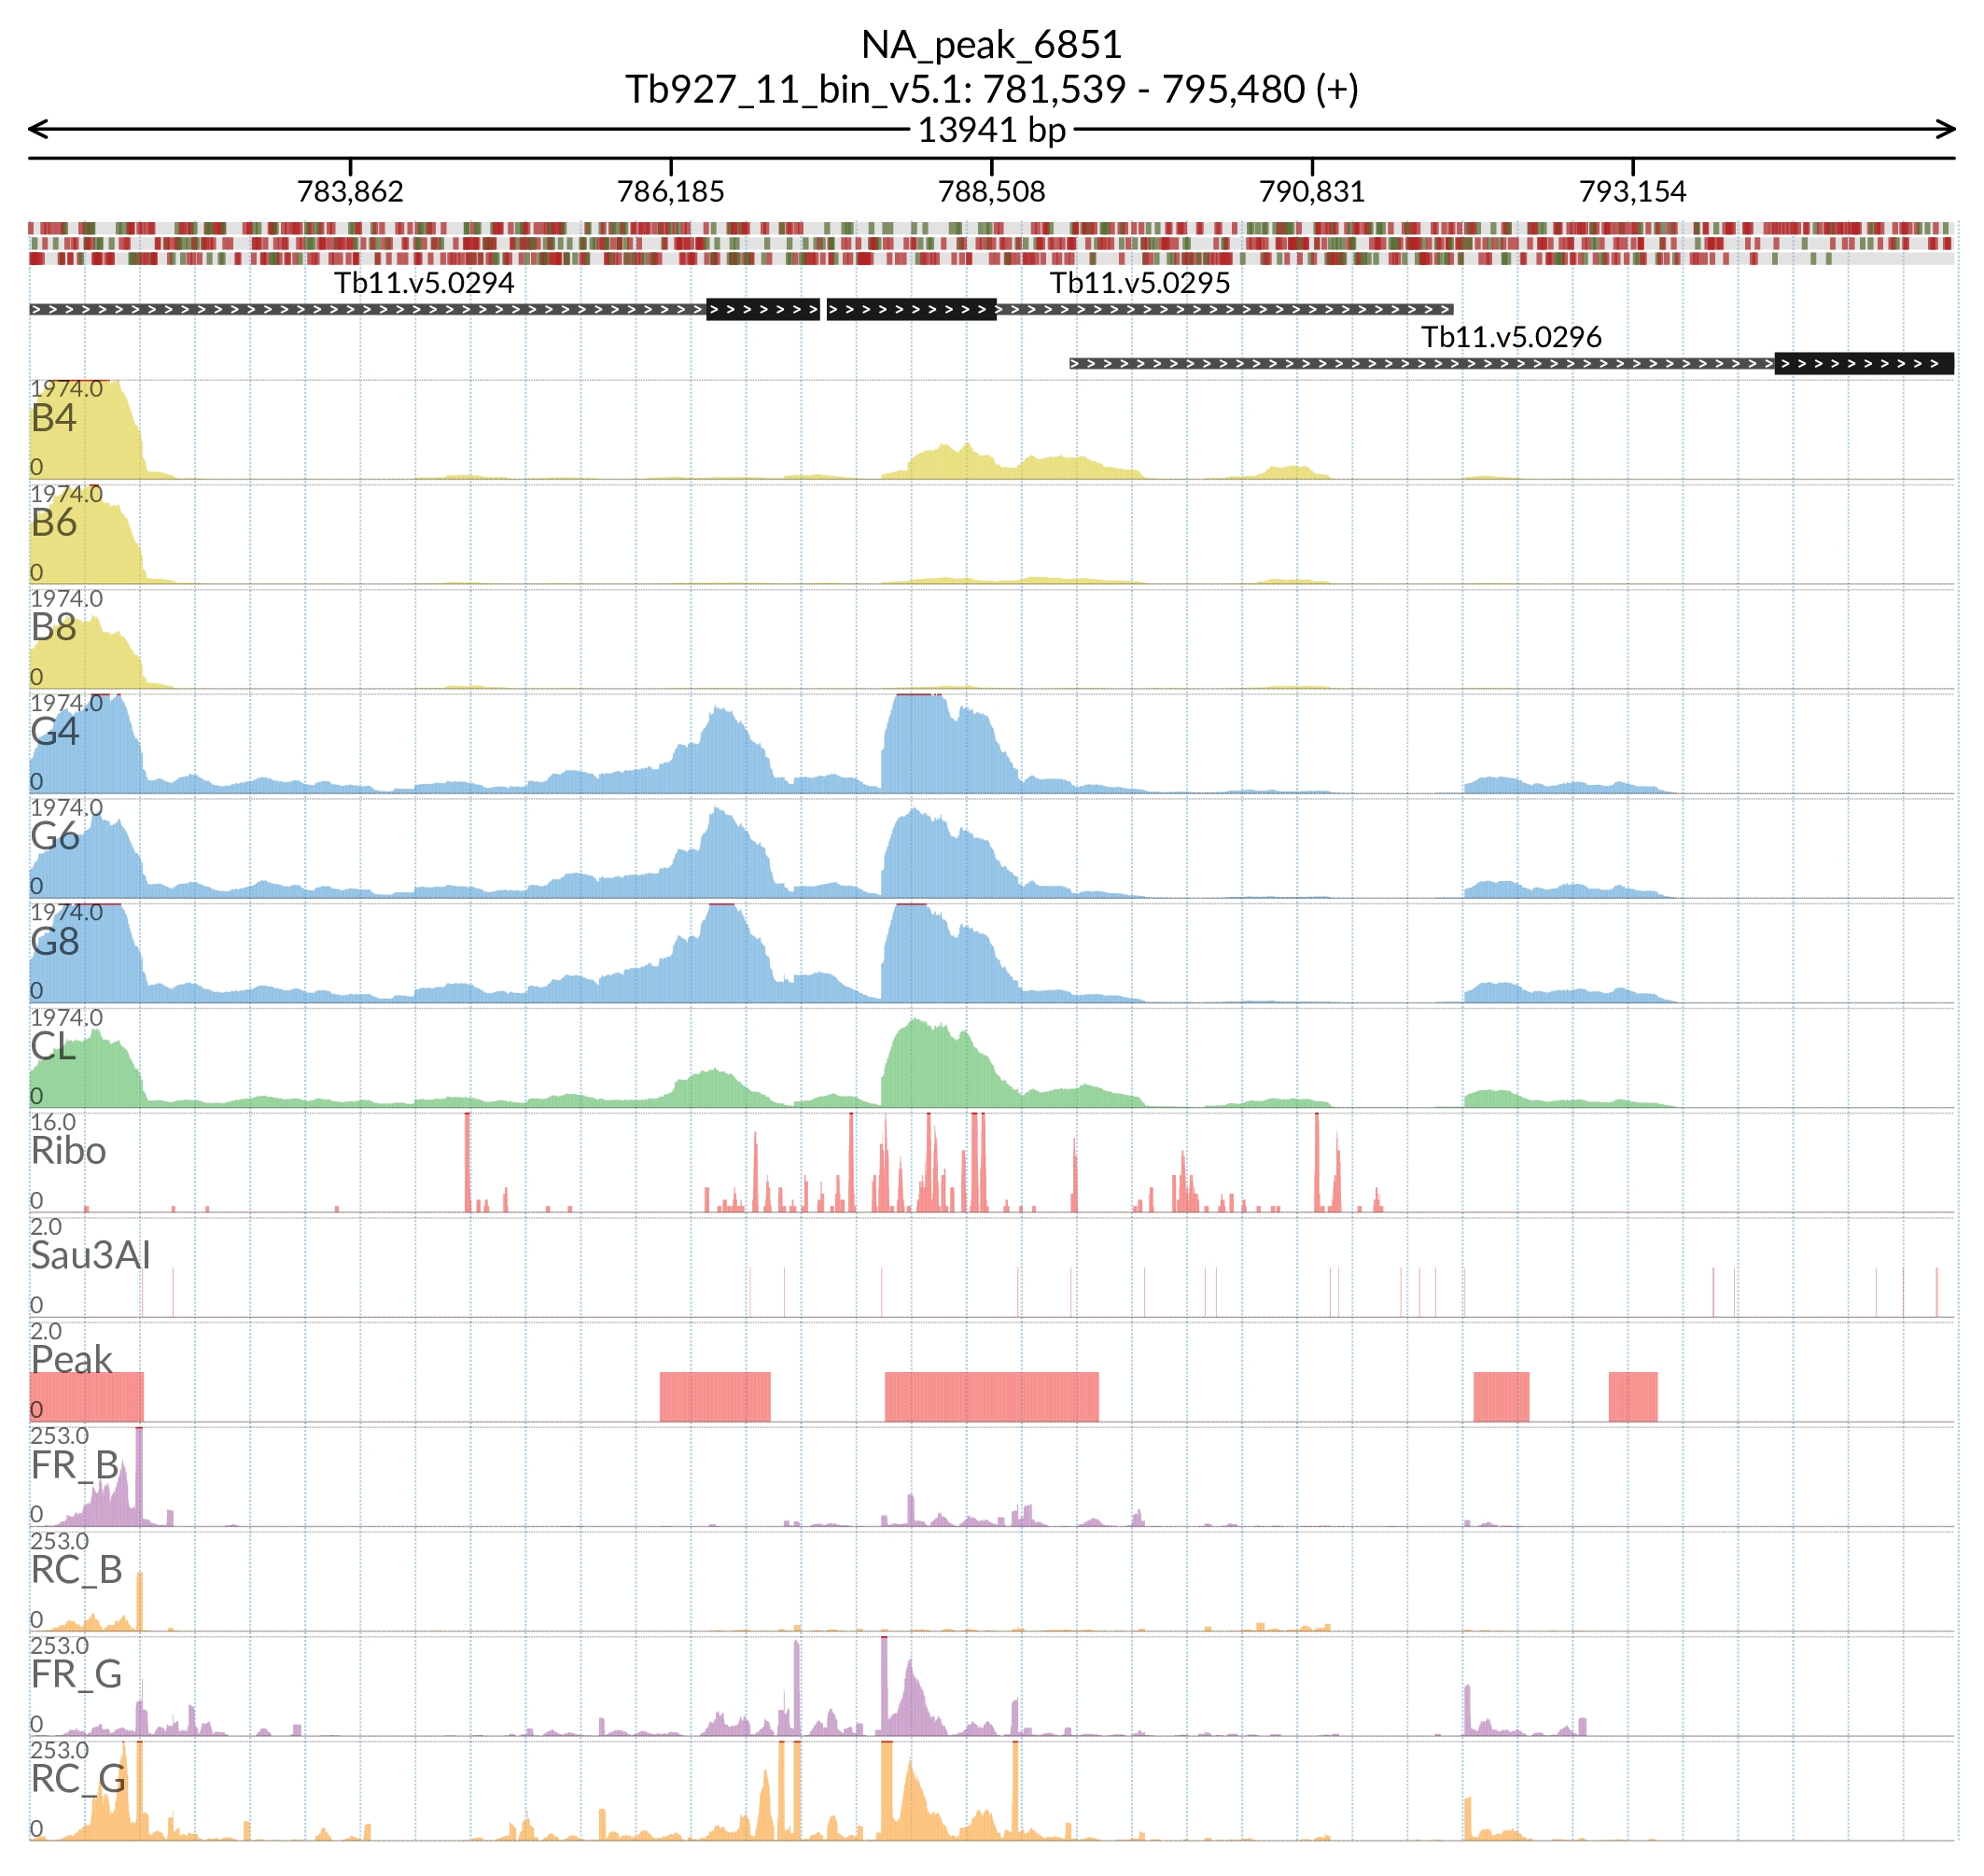 NA_peak_6851
Tb927_11_bin_v5.1: 781,539 - 795,480 (+)
13941 bp
783,862 786,185 788,508 790,831 793,154
Tb11.v5.0294 Tb11.v5.0295
Tb11.v5.0296
1974.0
B4
0
1974.0
B6
0
1974.0
B8
0
1974.0
G4
0
1974.0
G6
0
1974.0
G8
0
1974.0
CL
0
16.0
Ribo
0
2.0
Sau3AI
0
2.0
Peak
0
253.0
FR_B
0
253.0
RC_B
0
253.0
FR_G
0
253.0
RC_G
0